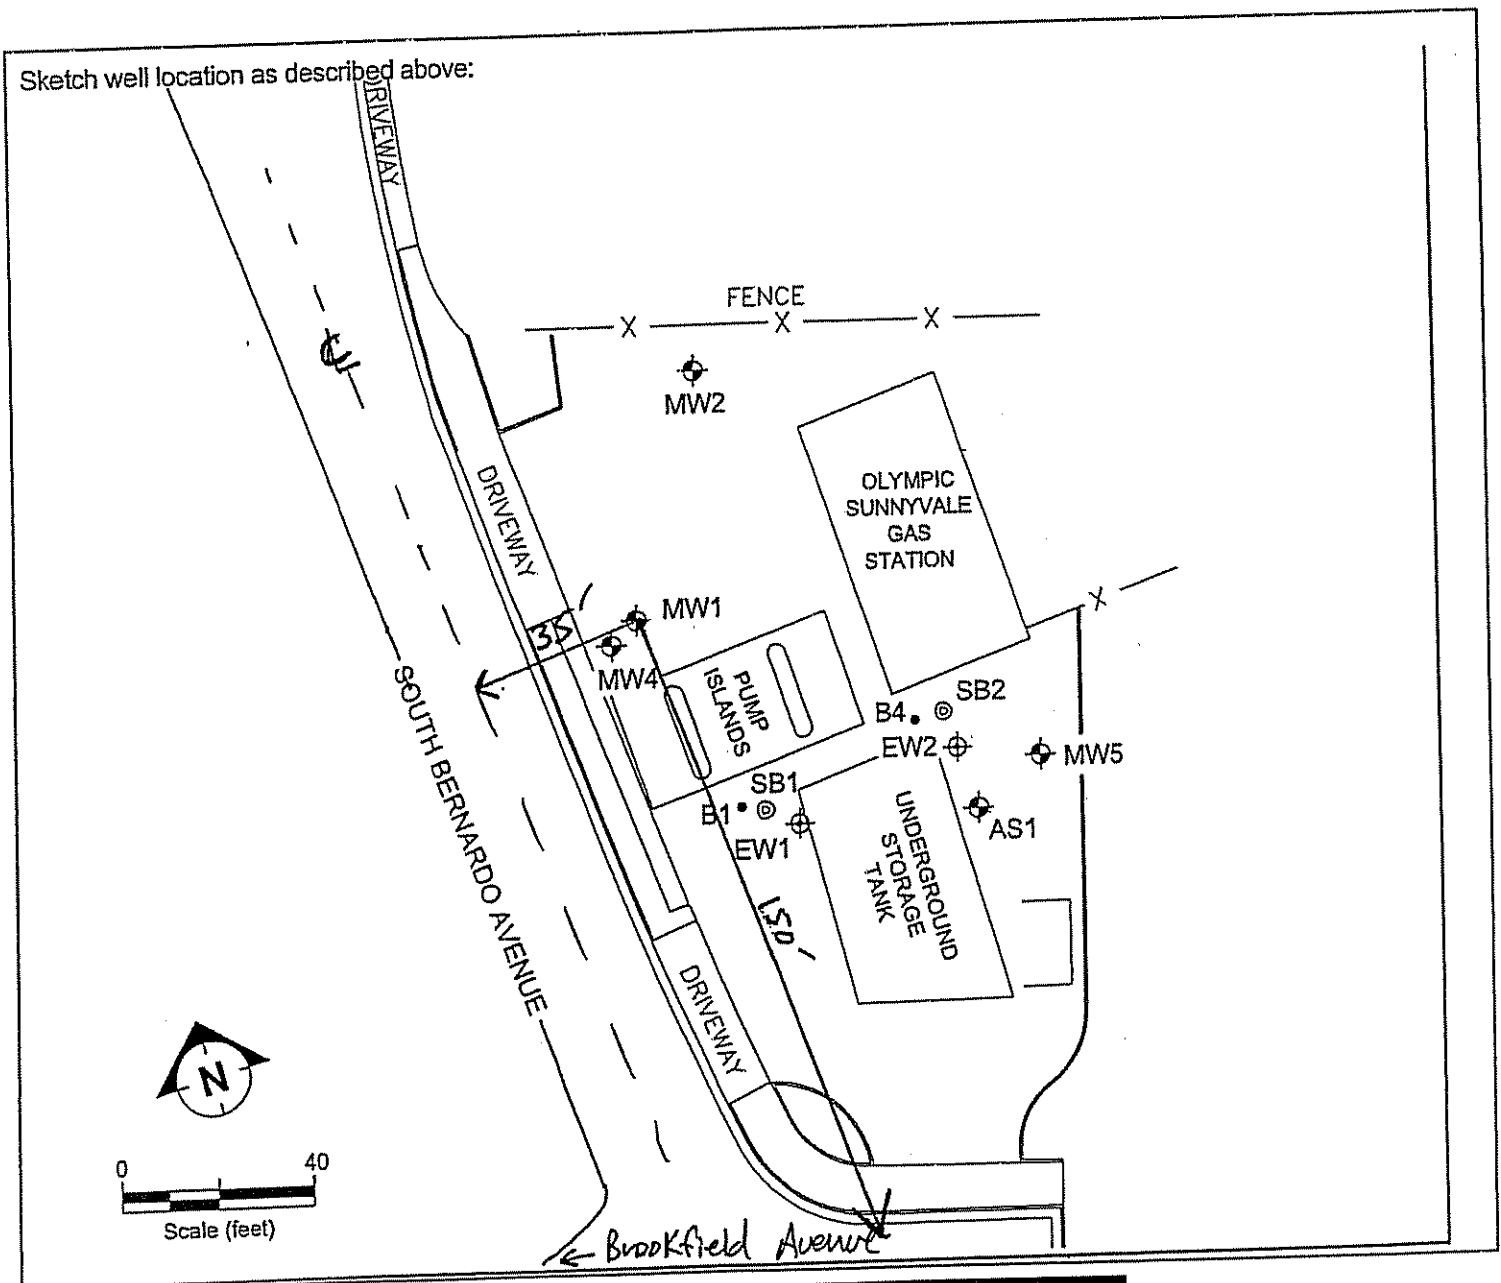 Sketch well location as described above:
DRIVEWAY
FENCE
X X X
MW2
OLYMPIC
SUNNYVALE
GAS
STATION
DRIVEWAY
X
35'
MW1
MW4
PUMP
ISLANDS
SB2
B4
EW2
MW5
SB1
B1
EW1
AS1
UNDERGROUND
STORAGE
TANK
SOUTH BERNARDO AVENUE
150'
DRIVEWAY
N
0 40
Scale (feet)
Brookfield Avenue